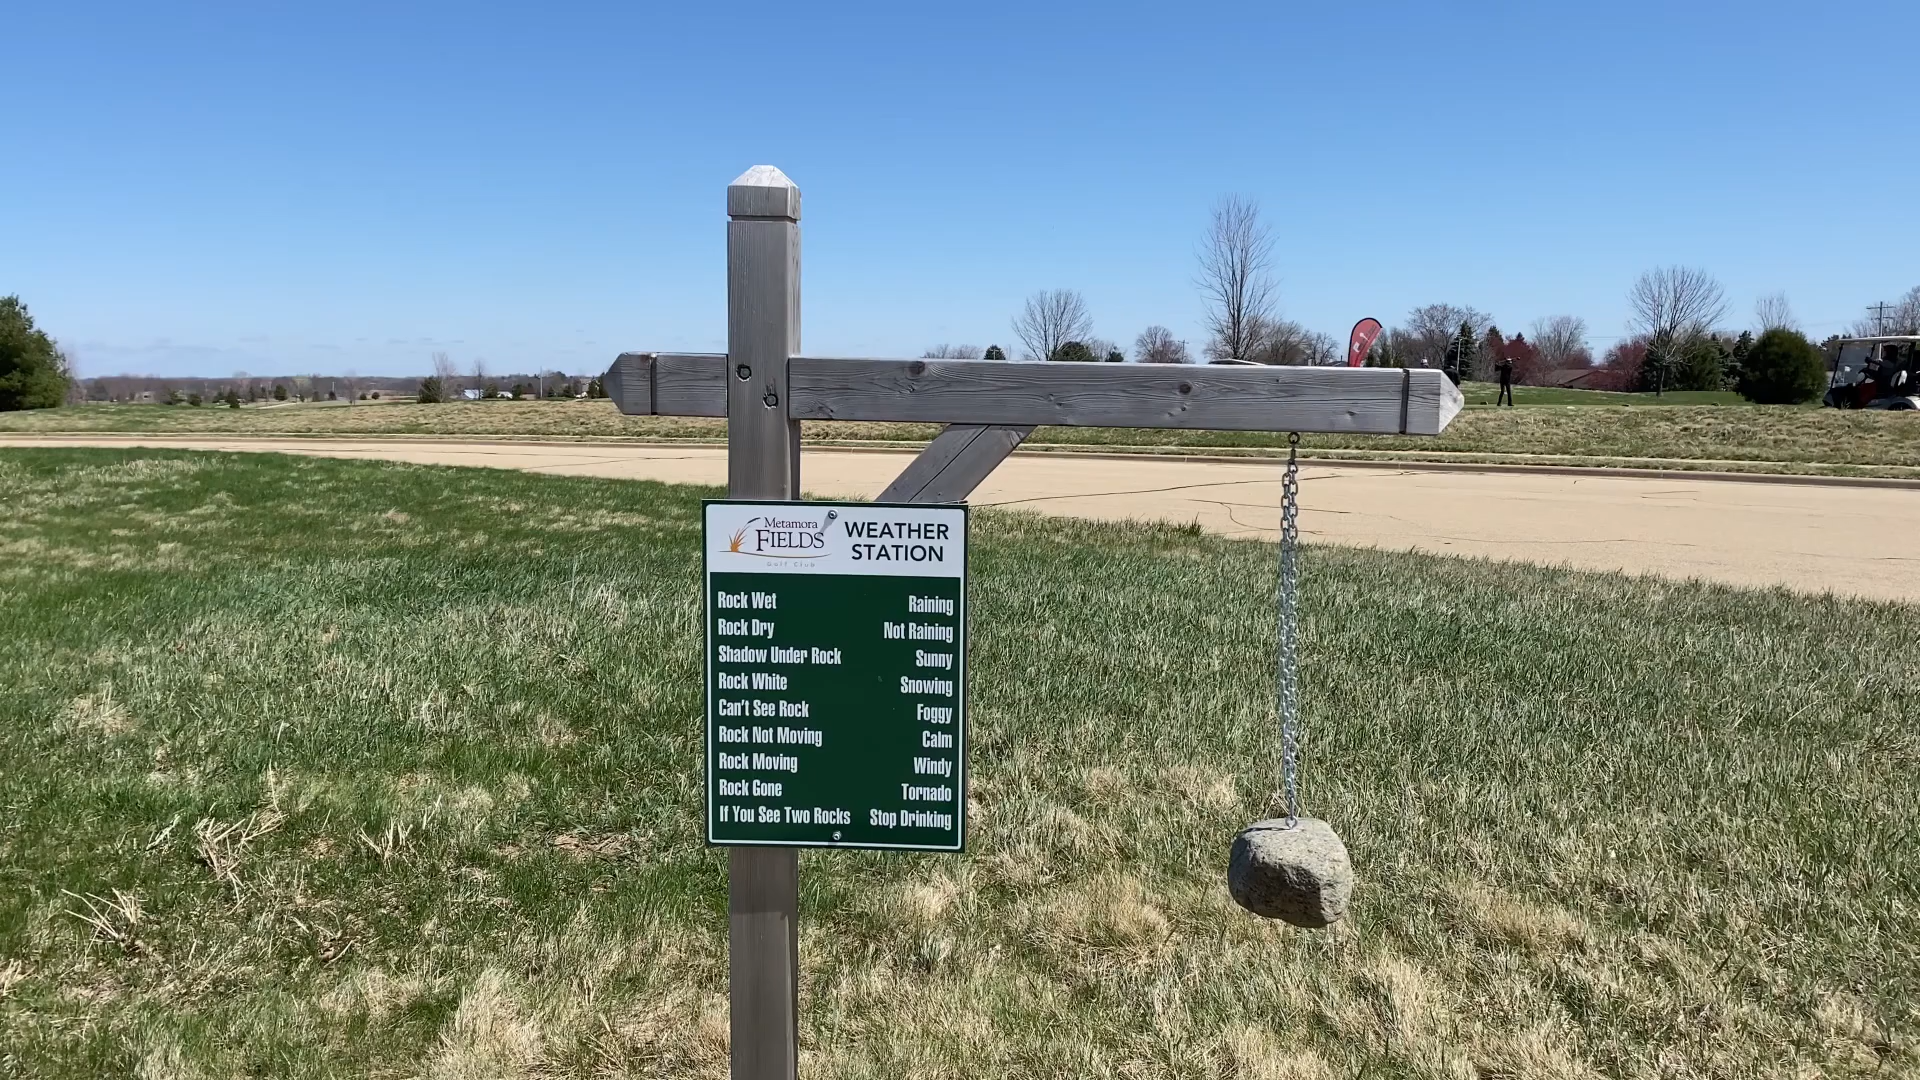 Metamora
FIELDS
Golf Club
WEATHER
STATION
Rock Wet Raining
Rock Dry Not Raining
Shadow Under Rock Sunny
Rock White Snowing
Can't See Rock Foggy
Rock Not Moving Calm
Rock Moving Windy
Rock Gone Tornado
If You See Two Rocks Stop Drinking